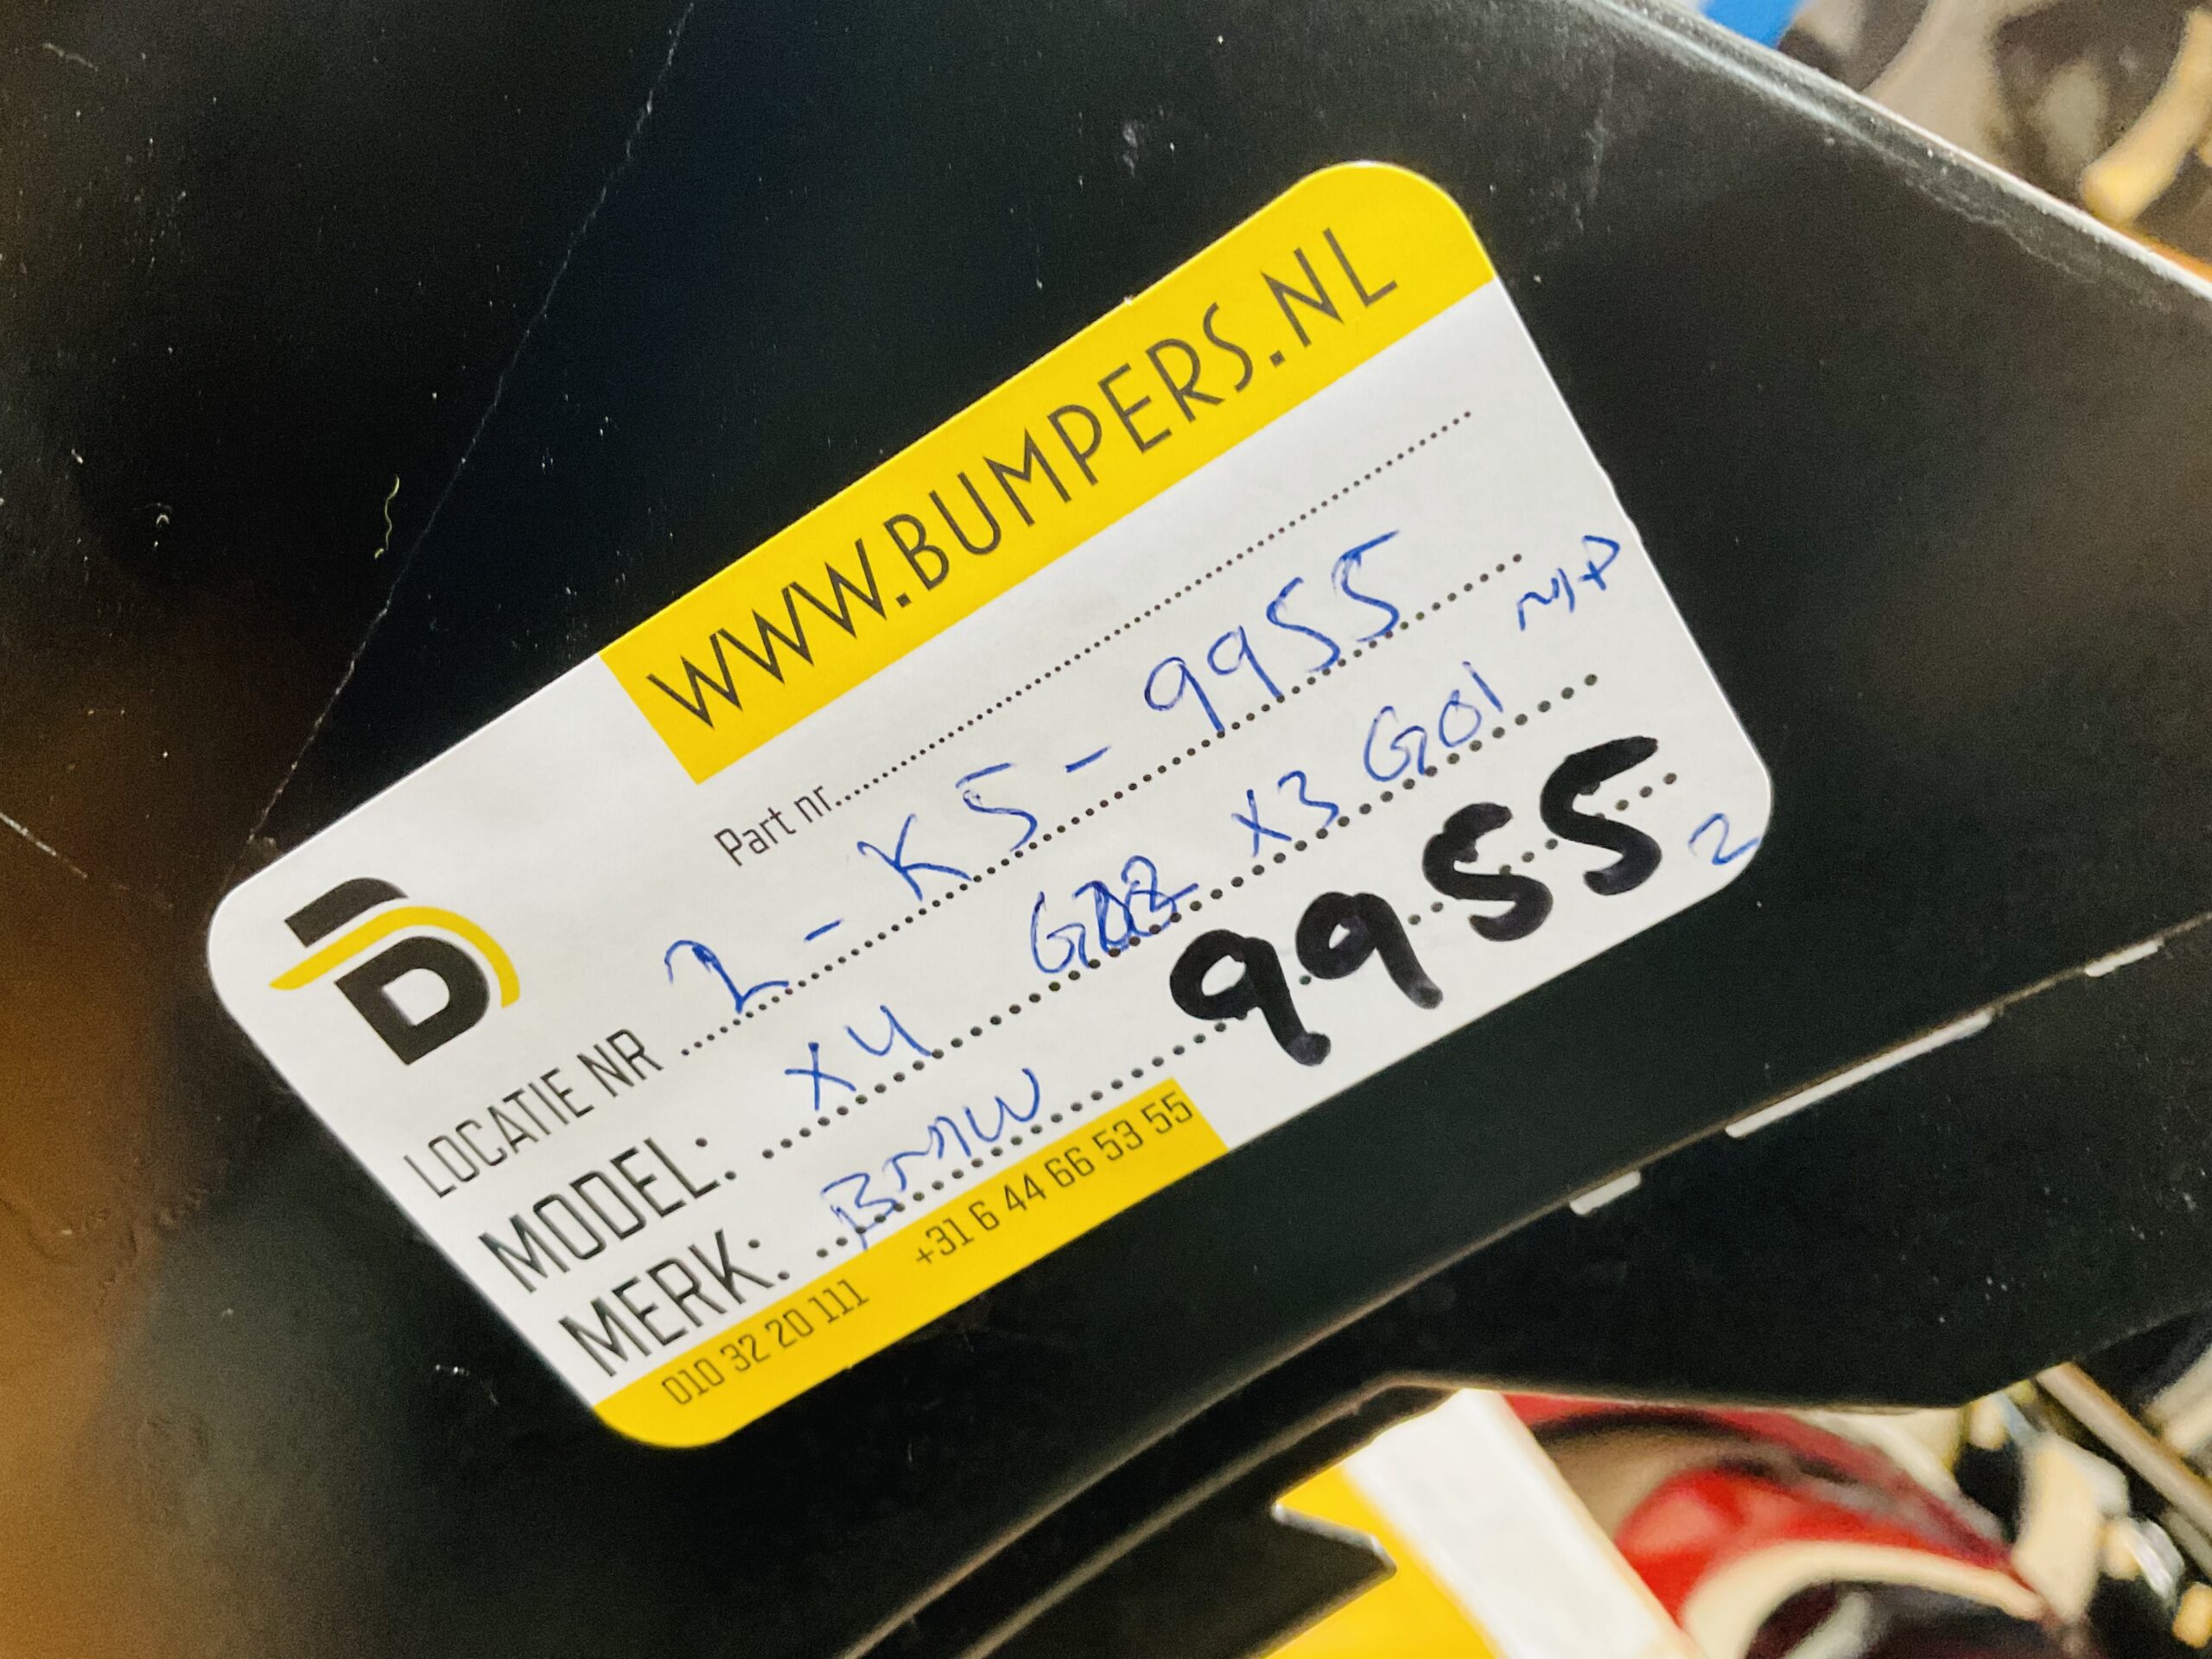 WWW.BUMPERS.NL
Part nr.
LOCATIE NR 2 - K5 - 9955
MODEL: X4 G02 X3 G01 MP
MERK: BMW 9955 2
010 32 20 111 +31 6 44 66 53 55